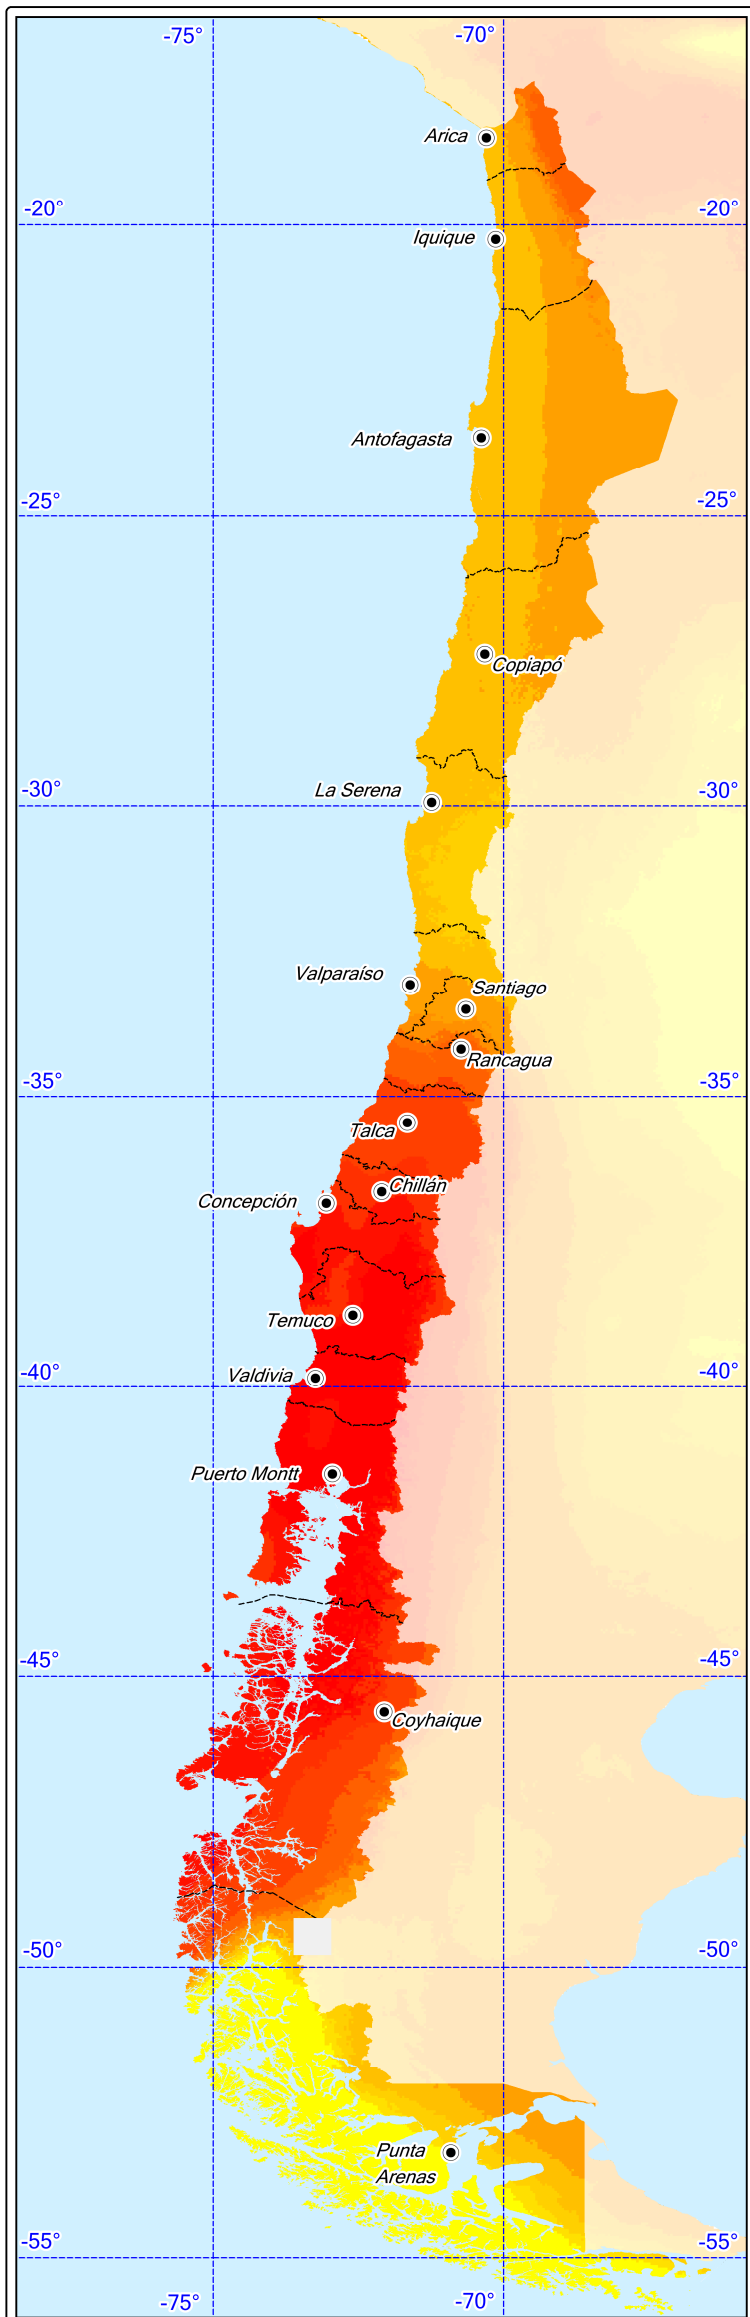 -75°
-70°
Arica
-20°
-20°
Iquique
Antofagasta
-25°
-25°
Copiapó
La Serena
-30°
-30°
Valparaíso
Santiago
Rancagua
-35°
-35°
Talca
Chillán
Concepción
Temuco
Valdivia
-40°
-40°
Puerto Montt
-45°
-45°
Coyhaique
-50°
-50°
Punta
Arenas
-55°
-55°
-75°
-70°